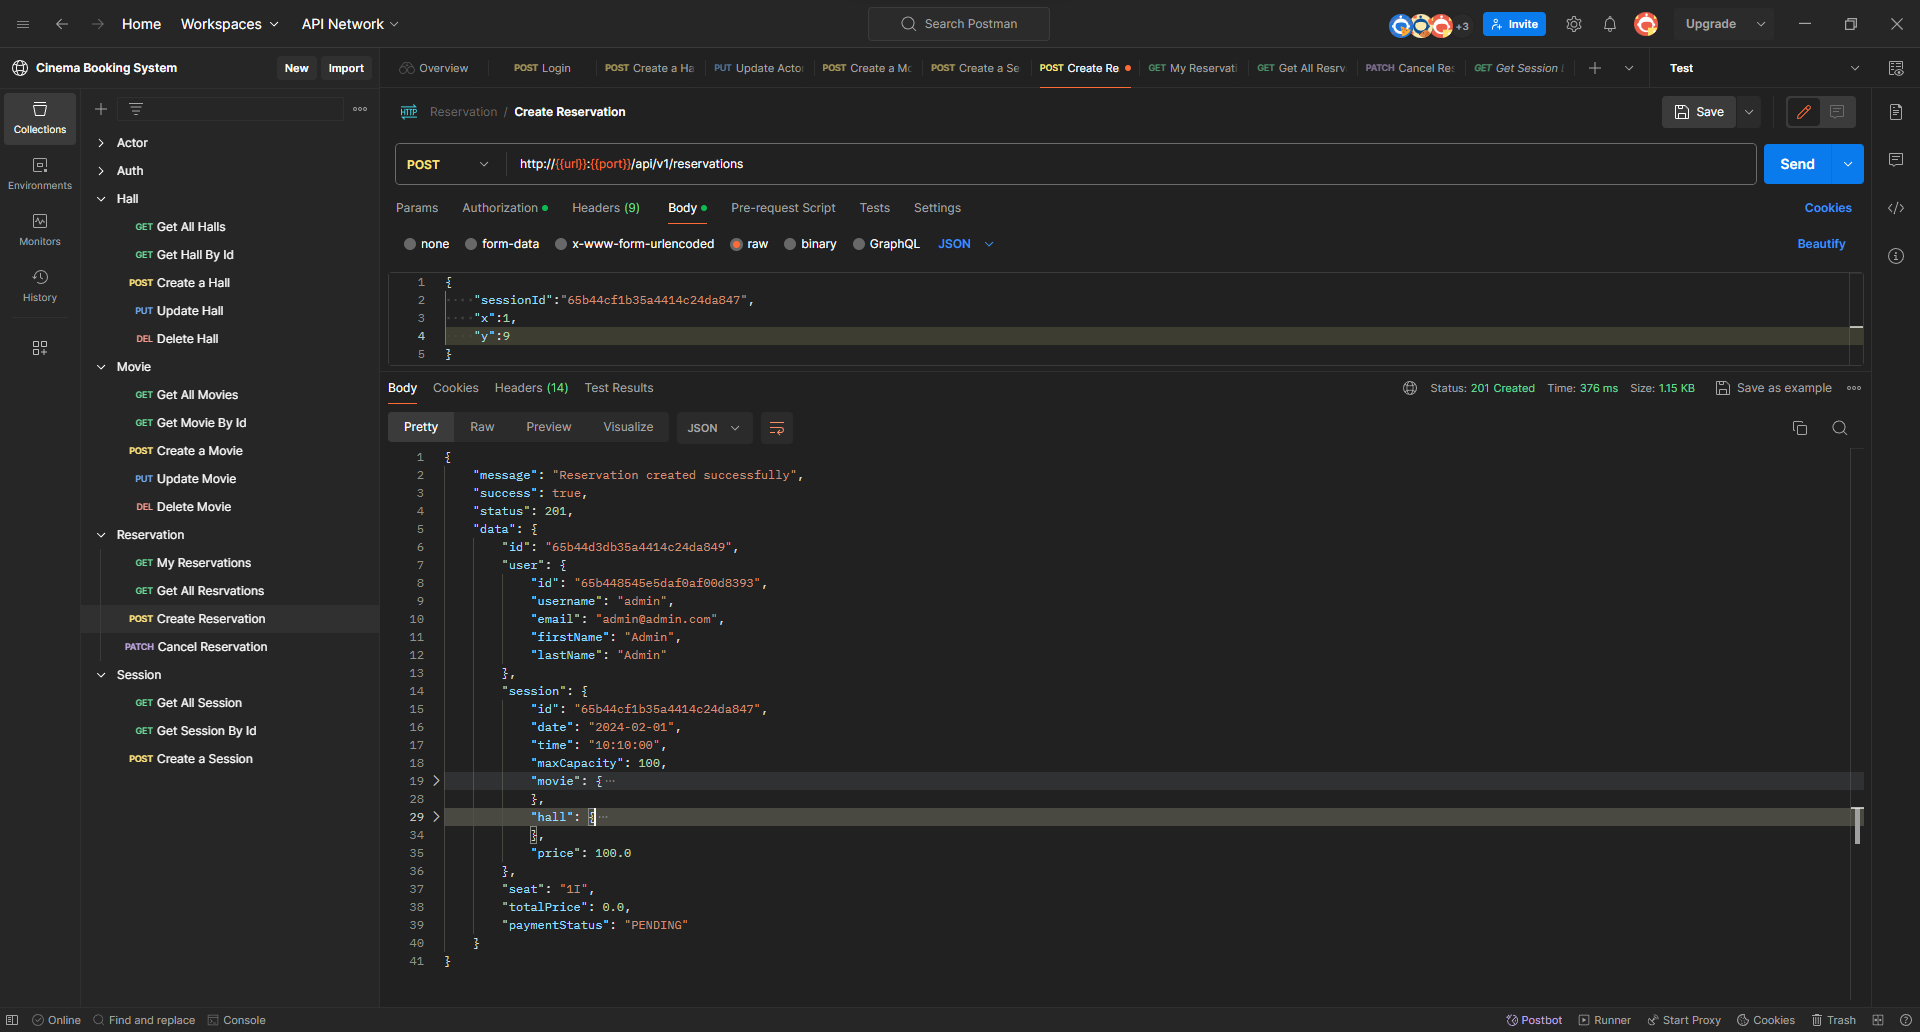 Home Workspaces API Network Search Postman +3 Invite Upgrade
Cinema Booking System New Import Overview POST Login POST Create a Ha PUT Update Actor POST Create a Mo POST Create a Se POST Create Re GET My Reservati GET Get All Resrv PATCH Cancel Res GET Get Session Test
Collections
Environments
Monitors
History
Actor
Auth
Hall
GET Get All Halls
GET Get Hall By Id
POST Create a Hall
PUT Update Hall
DEL Delete Hall
Movie
GET Get All Movies
GET Get Movie By Id
POST Create a Movie
PUT Update Movie
DEL Delete Movie
Reservation
GET My Reservations
GET Get All Resrvations
POST Create Reservation
PATCH Cancel Reservation
Session
GET Get All Session
GET Get Session By Id
POST Create a Session
HTTP Reservation / Create Reservation Save
POST http://{{url}}:{{port}}/api/v1/reservations Send
Params Authorization Headers (9) Body Pre-request Script Tests Settings Cookies
none form-data x-www-form-urlencoded raw binary GraphQL JSON Beautify
1 {
2 "sessionId":"65b44cf1b35a4414c24da847",
3 "x":1,
4 "y":9
5 }
Body Cookies Headers (14) Test Results Status: 201 Created Time: 376 ms Size: 1.15 KB Save as example
Pretty Raw Preview Visualize JSON
1 {
2 "message": "Reservation created successfully",
3 "success": true,
4 "status": 201,
5 "data": {
6 "id": "65b44d3db35a4414c24da849",
7 "user": {
8 "id": "65b448545e5daf0af00d8393",
9 "username": "admin",
10 "email": "admin@admin.com",
11 "firstName": "Admin",
12 "lastName": "Admin"
13 },
14 "session": {
15 "id": "65b44cf1b35a4414c24da847",
16 "date": "2024-02-01",
17 "time": "10:10:00",
18 "maxCapacity": 100,
19 "movie": { ⋯
28 },
29 "hall": { ⋯
34 },
35 "price": 100.0
36 },
37 "seat": "1I",
38 "totalPrice": 0.0,
39 "paymentStatus": "PENDING"
40 }
41 }
Online Find and replace Console Postbot Runner Start Proxy Cookies Trash